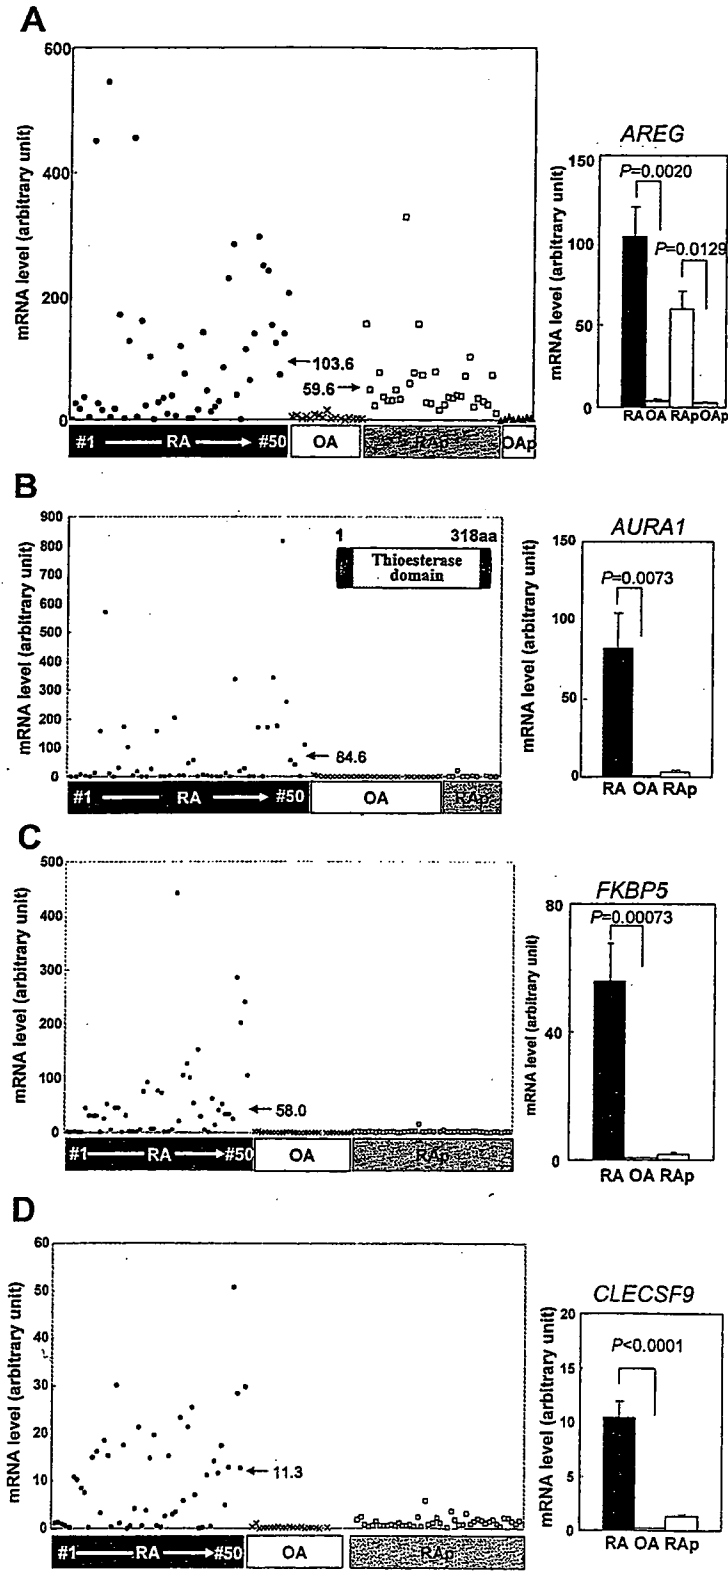 A
600
400
200
0
mRNA level (arbitrary unit)
103.6
59.6
#1 RA #50 OA RAp OAp
AREG
150
100
50
0
mRNA level (arbitrary unit)
P=0.0020
P=0.0129
RA OA RAp OAp
B
900
800
700
600
500
400
300
200
100
0
mRNA level (arbitrary unit)
1 318aa
Thioesterase
domain
84.6
#1 RA #50 OA RAp
AURA1
150
100
50
0
mRNA level (arbitrary unit)
P=0.0073
RA OA RAp
C
500
400
300
200
100
0
mRNA level (arbitrary unit)
58.0
#1 RA #50 OA RAp
FKBP5
80
40
0
mRNA level (arbitrary unit)
P=0.00073
RA OA RAp
D
60
50
40
30
20
10
0
mRNA level (arbitrary unit)
11.3
#1 RA #50 OA RAp
CLECSF9
20
15
10
5
0
mRNA level (arbitrary unit)
P<0.0001
RA OA RAp